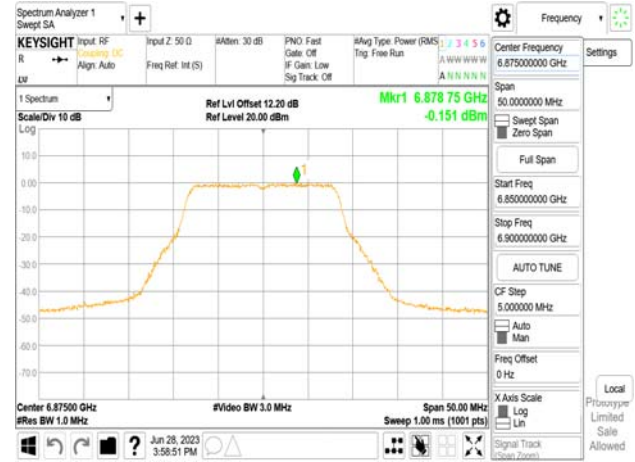 Spectrum Analyzer 1
Swept SA
+
Frequency
KEYSIGHT
Input: RF
Coupling: DC
Align: Auto
Input Z: 50 Ω
Freq Ref: Int (S)
#Atten: 30 dB
PNO: Fast
Gate: Off
IF Gain: Low
Sig Track: Off
#Avg Type: Power (RMS
Trig: Free Run
1 2 3 4 5 6
A W W W W W
A N N N N N
R
LXI
1 Spectrum
Scale/Div 10 dB
Ref Lvl Offset 12.20 dB
Ref Level 20.00 dBm
Mkr1 6.878 75 GHz
-0.151 dBm
Log
10.0
0.00
-10.0
-20.0
-30.0
-40.0
-50.0
-60.0
-70.0
1
Center 6.87500 GHz
#Res BW 1.0 MHz
#Video BW 3.0 MHz
Span 50.00 MHz
Sweep 1.00 ms (1001 pts)
Jun 28, 2023
3:58:51 PM
?
Center Frequency
6.875000000 GHz
Settings
Span
50.0000000 MHz
Swept Span
Zero Span
Full Span
Start Freq
6.850000000 GHz
Stop Freq
6.900000000 GHz
AUTO TUNE
CF Step
5.000000 MHz
Auto
Man
Freq Offset
0 Hz
X Axis Scale
Log
Lin
Signal Track
(Span Zoom)
Local
Prototype
Limited
Sale
Allowed